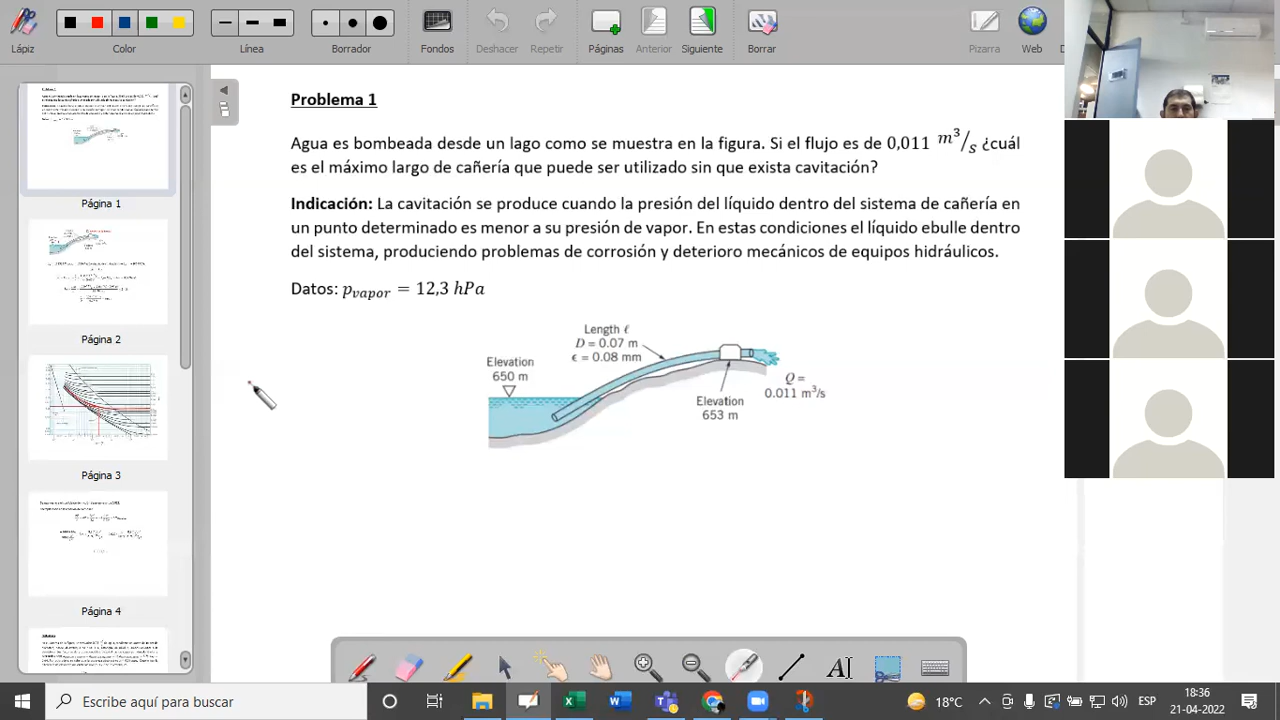 Lápiz
Color
Línea
Borrador
Fondos
Deshacer
Repetir
Páginas
Anterior
Siguiente
Borrar
Pizarra
Web
Página 1
Página 2
Página 3
Página 4
Problema 1
Agua es bombeada desde un lago como se muestra en la figura. Si el flujo es de 0,011 m³/s ¿cuál
es el máximo largo de cañería que puede ser utilizado sin que exista cavitación?
Indicación: La cavitación se produce cuando la presión del líquido dentro del sistema de cañería en
un punto determinado es menor a su presión de vapor. En estas condiciones el líquido ebulle dentro
del sistema, produciendo problemas de corrosión y deterioro mecánicos de equipos hidráulicos.
Datos: p_vapor = 12,3 hPa
Length ℓ
D = 0.07 m
ϵ = 0.08 mm
Elevation
650 m
Q =
0.011 m³/s
Elevation
653 m
A
Escribe aquí para buscar
18°C
ESP
18:36
21-04-2022